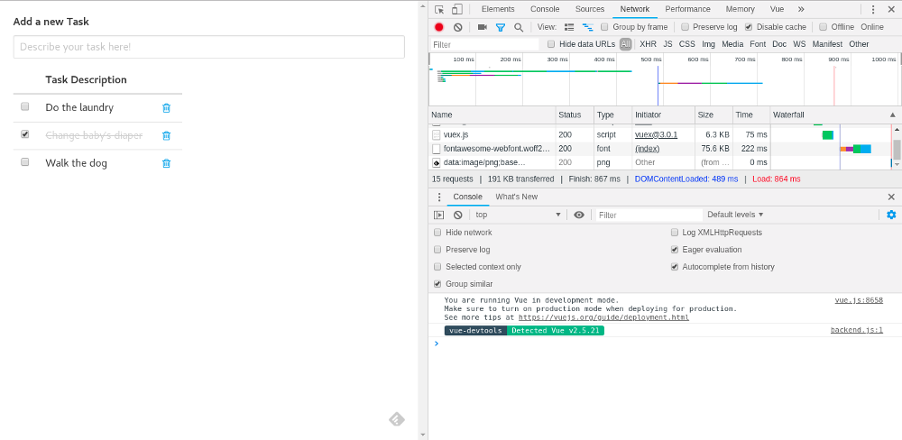 Add a new Task
Describe your task here!
Task Description
Do the laundry
Change baby's diaper
Walk the dog
Elements Console Sources Network Performance Memory Vue »
View: Group by frame Preserve log Disable cache Offline Online
Filter Hide data URLs All XHR JS CSS Img Media Font Doc WS Manifest Other
100 ms 200 ms 300 ms 400 ms 500 ms 600 ms 700 ms 800 ms 900 ms 1000 ms
Name Status Type Initiator Size Time Waterfall
vuex.js 200 script vuex@3.0.1 6.3 KB 75 ms
fontawesome-webfont.woff2... 200 font (index) 75.6 KB 222 ms
data:image/png;base... 200 png Other (from ... 0 ms
15 requests | 191 KB transferred | Finish: 867 ms | DOMContentLoaded: 489 ms | Load: 864 ms
Console What's New
top Filter Default levels
Hide network Log XMLHttpRequests
Preserve log Eager evaluation
Selected context only Autocomplete from history
Group similar
You are running Vue in development mode. vue.js:8658
Make sure to turn on production mode when deploying for production.
See more tips at https://vuejs.org/guide/deployment.html
vue-devtools Detected Vue v2.5.21 backend.js:1